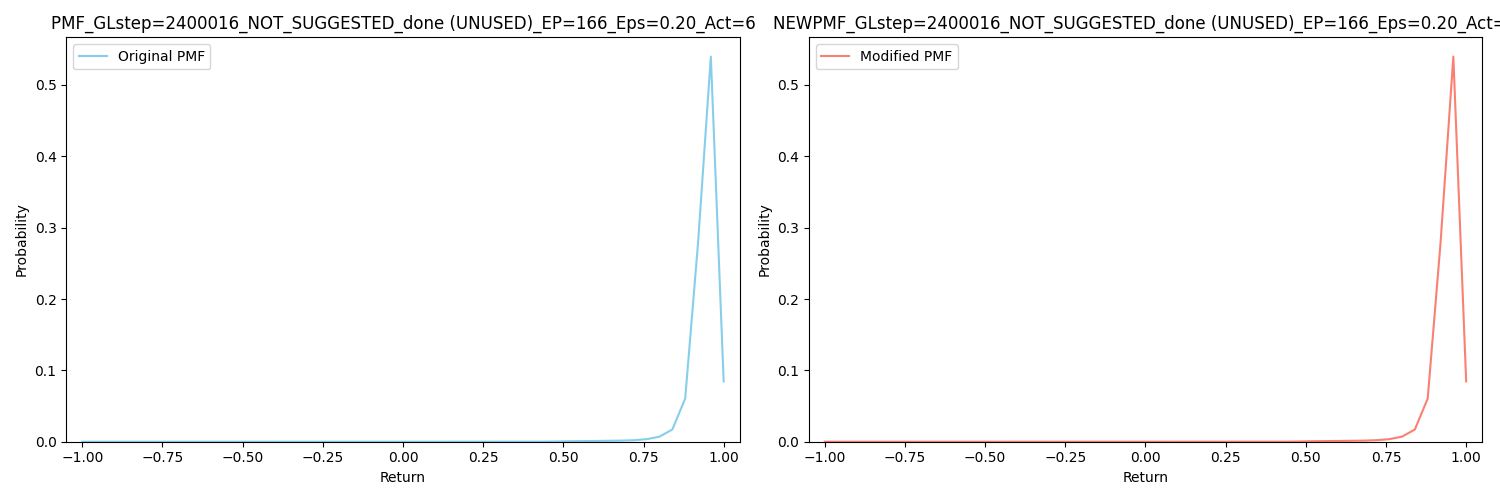 PMF_GLstep=2400016_NOT_SUGGESTED_done (UNUSED)_EP=166_Eps=0.20_Act=6
Original PMF
Probability
0.5
0.4
0.3
0.2
0.1
0.0
−1.00 −0.75 −0.50 −0.25 0.00 0.25 0.50 0.75 1.00
Return
NEWPMF_GLstep=2400016_NOT_SUGGESTED_done (UNUSED)_EP=166_Eps=0.20_Act=
Modified PMF
Probability
0.5
0.4
0.3
0.2
0.1
0.0
−1.00 −0.75 −0.50 −0.25 0.00 0.25 0.50 0.75 1.00
Return